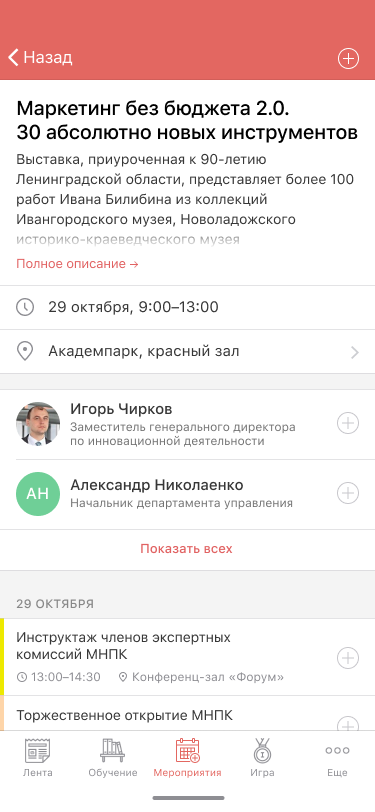 Назад
Маркетинг без бюджета 2.0.
30 абсолютно новых инструментов
Выставка, приуроченная к 90-летию
Ленинградской области, представляет более 100
работ Ивана Билибина из коллекций
Ивангородского музея, Новоладожского
историко-краеведческого музея
Полное описание →
29 октября, 9:00–13:00
Академпарк, красный зал
Игорь Чирков
Заместитель генерального директора
по инновационной деятельности
АН
Александр Николаенко
Начальник департамента управления
Показать всех
29 ОКТЯБРЯ
Инструктаж членов экспертных
комиссий МНПК
13:00–14:30 Конференц-зал «Форум»
Торжественное открытие МНПК
Лента Обучение Мероприятия Игра Еще